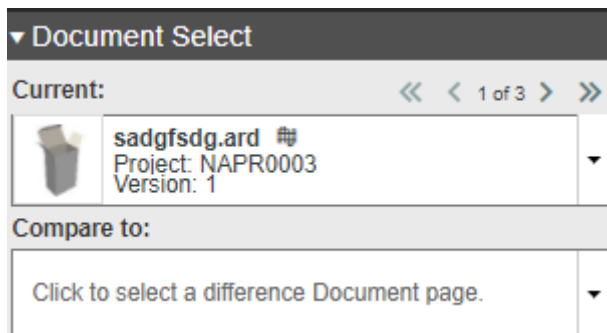 Document Select
Current: 1 of 3
sadgfsdg.ard
Project: NAPR0003
Version: 1
Compare to:
Click to select a difference Document page.